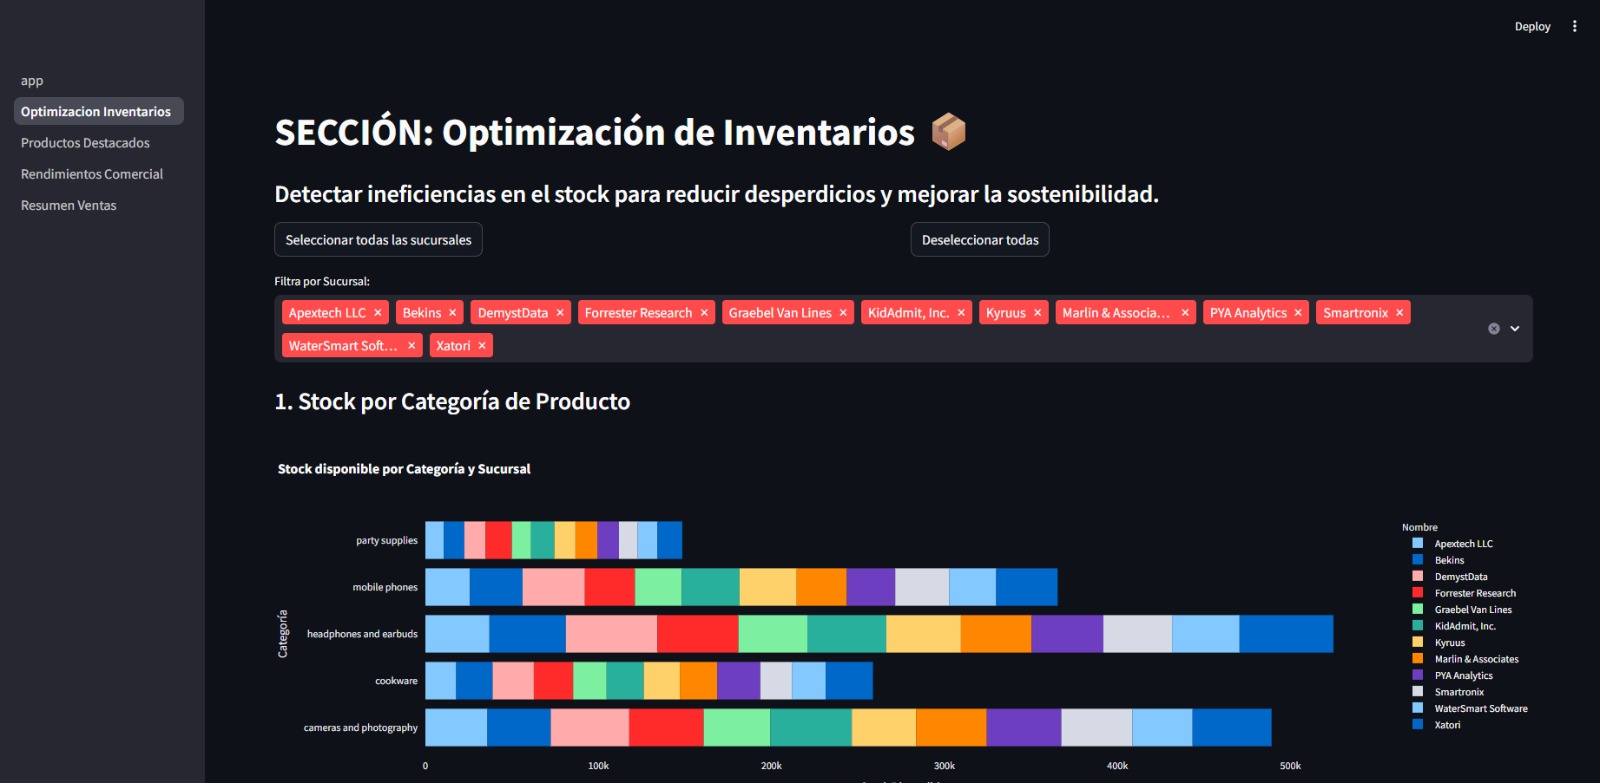 Deploy
app
Optimizacion Inventarios
Productos Destacados
Rendimientos Comercial
Resumen Ventas
SECCIÓN: Optimización de Inventarios
Detectar ineficiencias en el stock para reducir desperdicios y mejorar la sostenibilidad.
Seleccionar todas las sucursales
Deseleccionar todas
Filtra por Sucursal:
Apextech LLC × Bekins × DemystData × Forrester Research × Graebel Van Lines × KidAdmit, Inc. × Kyruus × Marlin & Associa... × PYA Analytics × Smartronix ×
WaterSmart Soft... × Xatori ×
1. Stock por Categoría de Producto
Stock disponible por Categoría y Sucursal
Categoría
party supplies
mobile phones
headphones and earbuds
cookware
cameras and photography
0 100k 200k 300k 400k 500k
Nombre
Apextech LLC
Bekins
DemystData
Forrester Research
Graebel Van Lines
KidAdmit, Inc.
Kyruus
Marlin & Associates
PYA Analytics
Smartronix
WaterSmart Software
Xatori